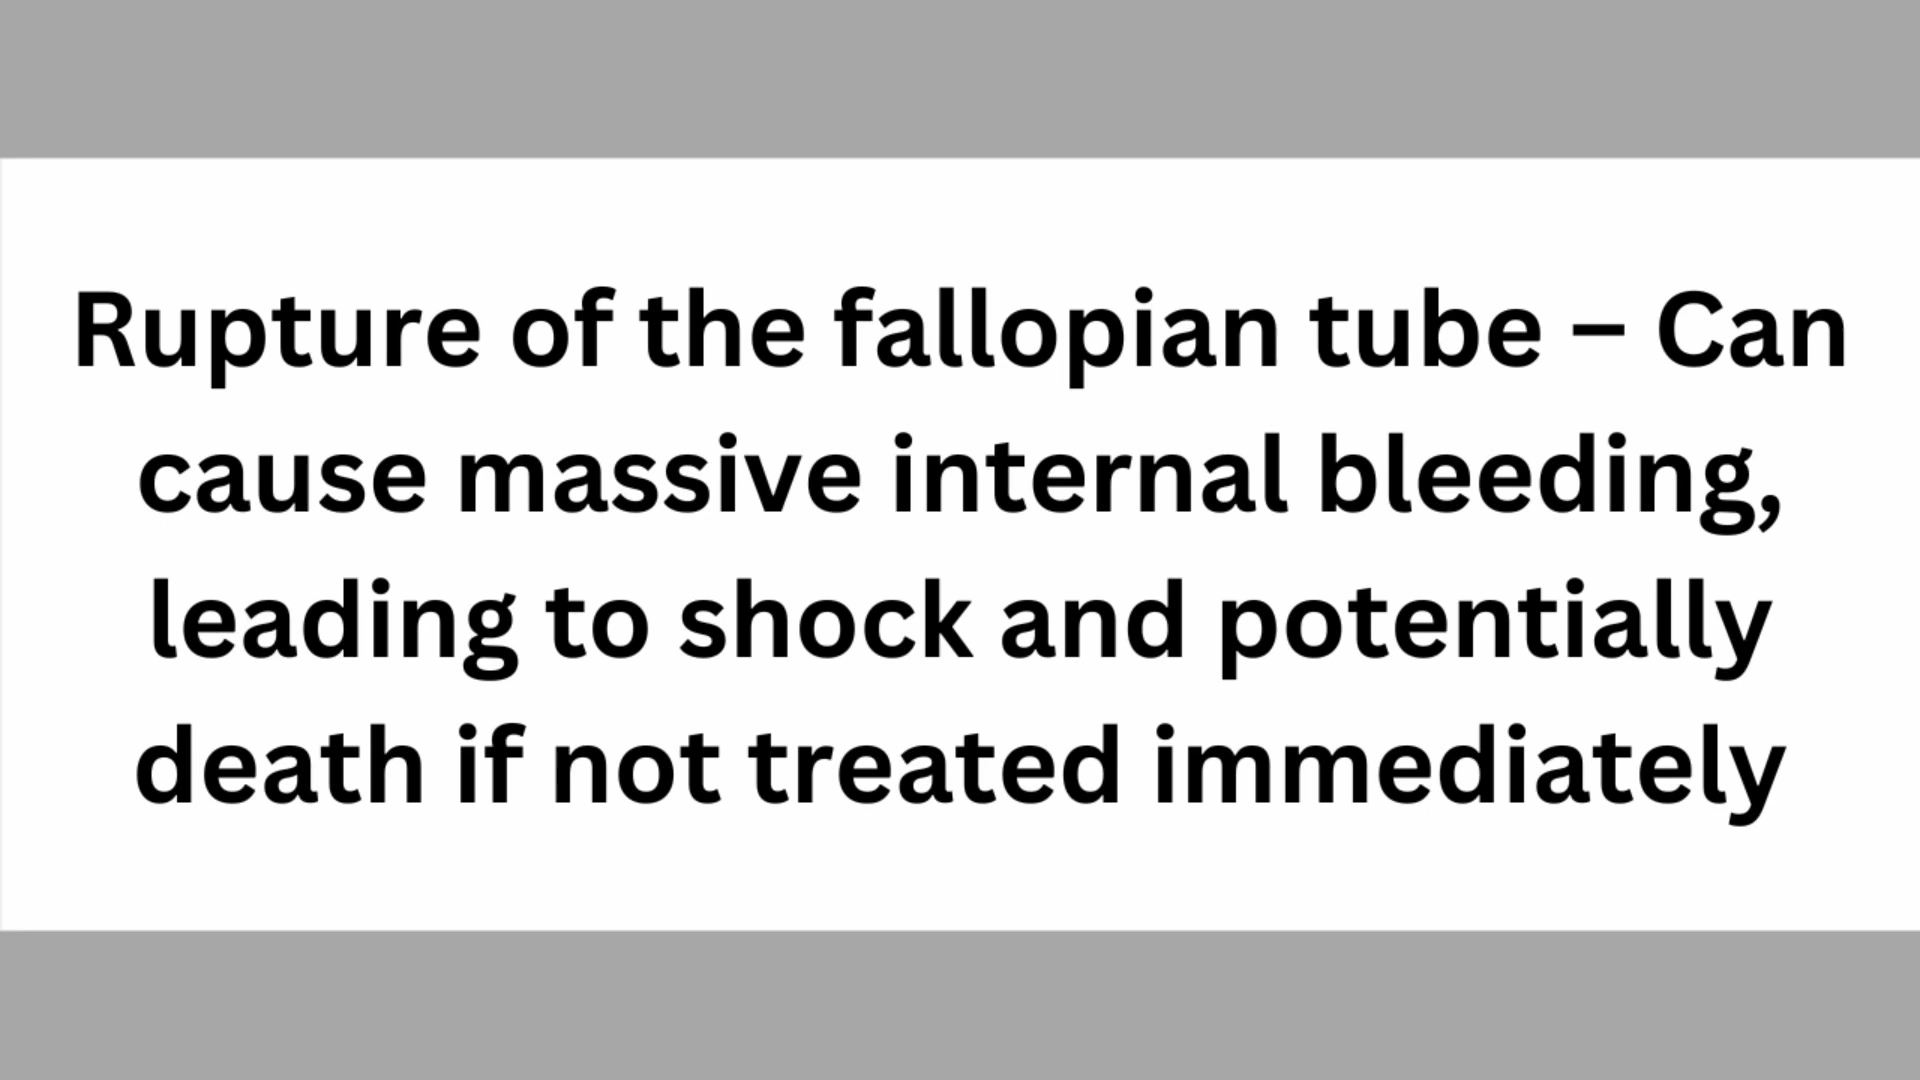 Rupture of the fallopian tube – Can
cause massive internal bleeding,
leading to shock and potentially
death if not treated immediately